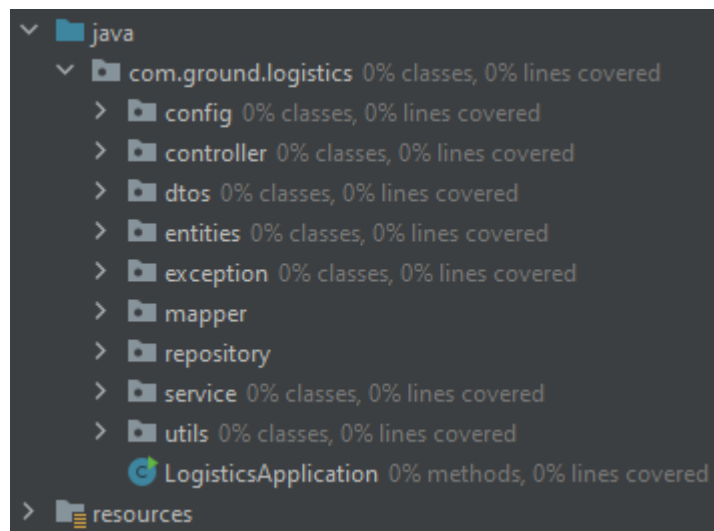 java
com.ground.logistics 0% classes, 0% lines covered
config 0% classes, 0% lines covered
controller 0% classes, 0% lines covered
dtos 0% classes, 0% lines covered
entities 0% classes, 0% lines covered
exception 0% classes, 0% lines covered
mapper
repository
service 0% classes, 0% lines covered
utils 0% classes, 0% lines covered
LogisticsApplication 0% methods, 0% lines covered
resources